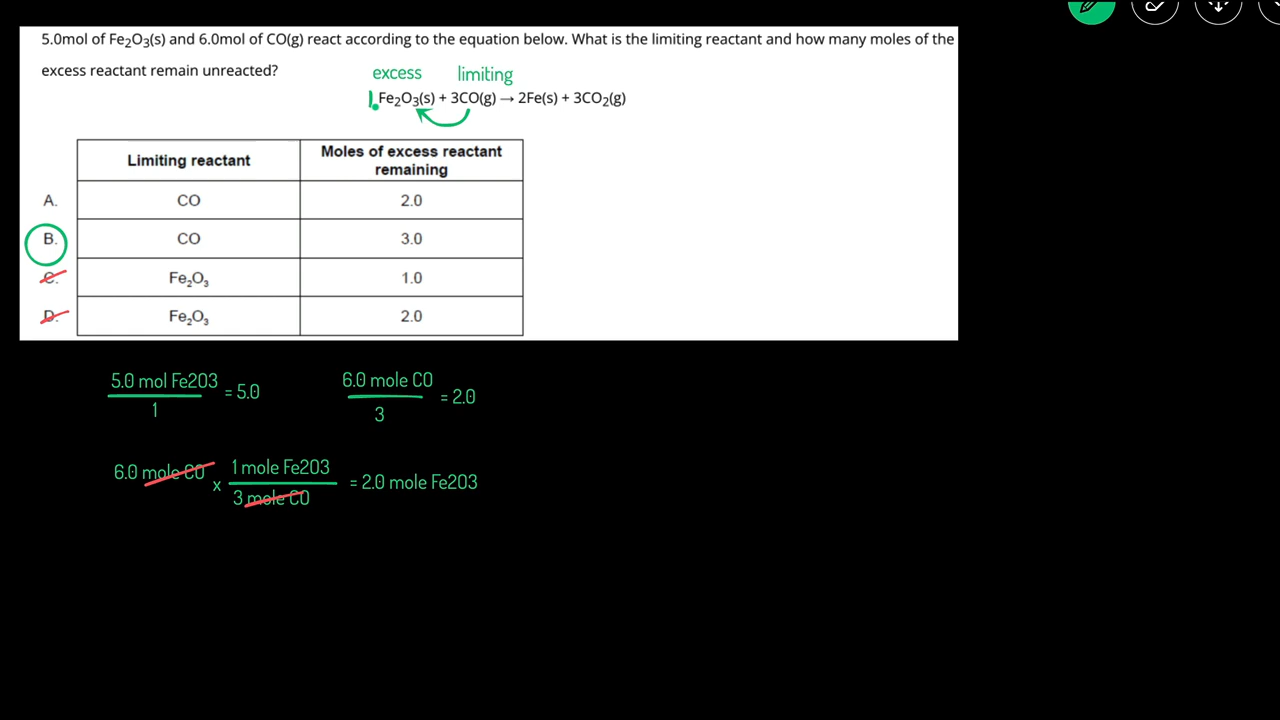 5.0mol of Fe₂O₃(s) and 6.0mol of CO(g) react according to the equation below. What is the limiting reactant and how many moles of the
excess reactant remain unreacted?
excess limiting
1.Fe₂O₃(s) + 3CO(g) → 2Fe(s) + 3CO₂(g)
Limiting reactant Moles of excess reactant
remaining
A. CO 2.0
B. CO 3.0
C. Fe₂O₃ 1.0
D. Fe₂O₃ 2.0
5.0 mol Fe2O3 = 5.0 6.0 mole CO = 2.0
1 3
6.0 mole CO x 1 mole Fe2O3 = 2.0 mole Fe2O3
3 mole CO